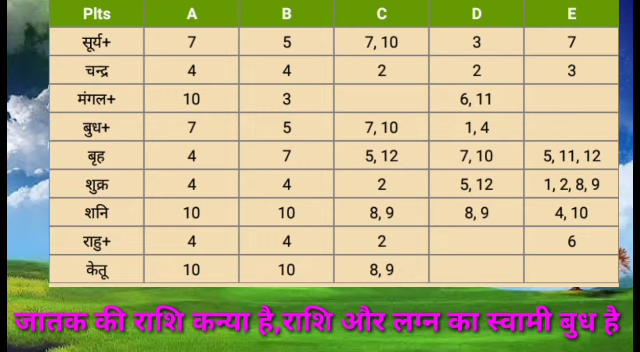 Plts A B C D E
सूर्य+ 7 5 7, 10 3 7
चन्द्र 4 4 2 2 3
मंगल+ 10 3 6, 11
बुध+ 7 5 7, 10 1, 4
बृह 4 7 5, 12 7, 10 5, 11, 12
शुक्र 4 4 2 5, 12 1, 2, 8, 9
शनि 10 10 8, 9 8, 9 4, 10
राहु+ 4 4 2 6
केतू 10 10 8, 9
जातक की राशि कन्या है,राशि और लग्न का स्वामी बुध है